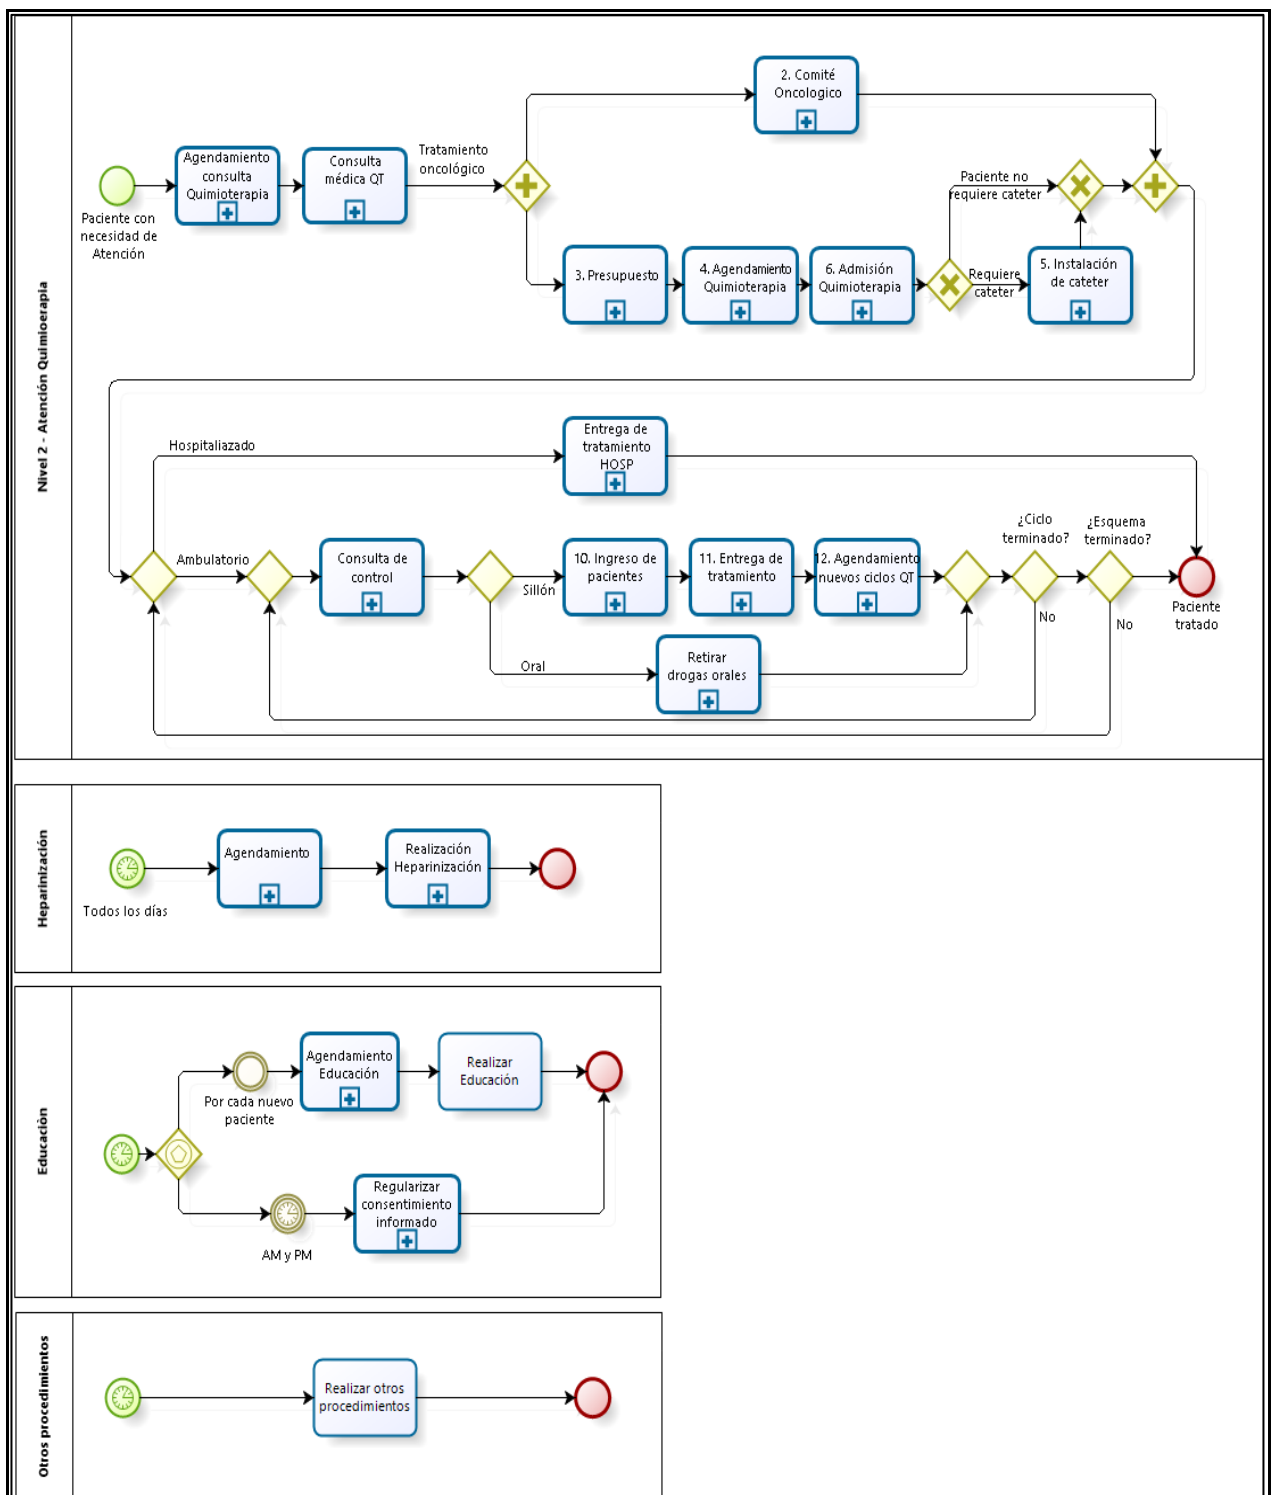 Nivel 2 - Atención Quimioerapia
Paciente con
necesidad de
Atención
Agendamiento
consulta
Quimioterapia
Consulta
médica QT
Tratamiento
oncológico
2. Comité
Oncologico
3. Presupuesto
4. Agendamiento
Quimioterapia
6. Admisión
Quimioterapia
Paciente no
requiere cateter
Requiere
cateter
5. Instalación
de cateter
Hospitaliazado
Entrega de
tratamiento
HOSP
Ambulatorio
Consulta de
control
Sillón
10. Ingreso de
pacientes
11. Entrega de
tratamiento
12. Agendamiento
nuevos ciclos QT
¿Ciclo
terminado?
¿Esquema
terminado?
No
No
Paciente
tratado
Oral
Retirar
drogas orales
Heparinización
Todos los días
Agendamiento
Realización
Heparinización
Educación
Por cada nuevo
paciente
Agendamiento
Educación
Realizar
Educación
AM y PM
Regularizar
consentimiento
informado
Otros procedimientos
Realizar otros
procedimientos